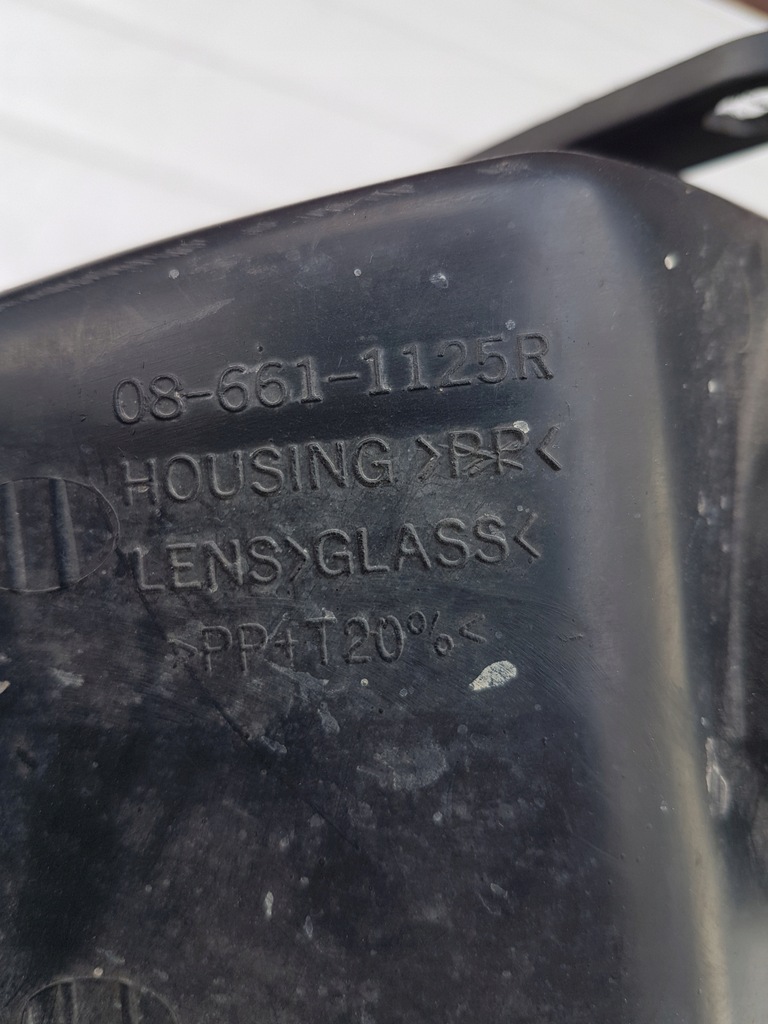 08-661-1125R
HOUSING >PP<
LENS>GLASS<
>PP+T20%<